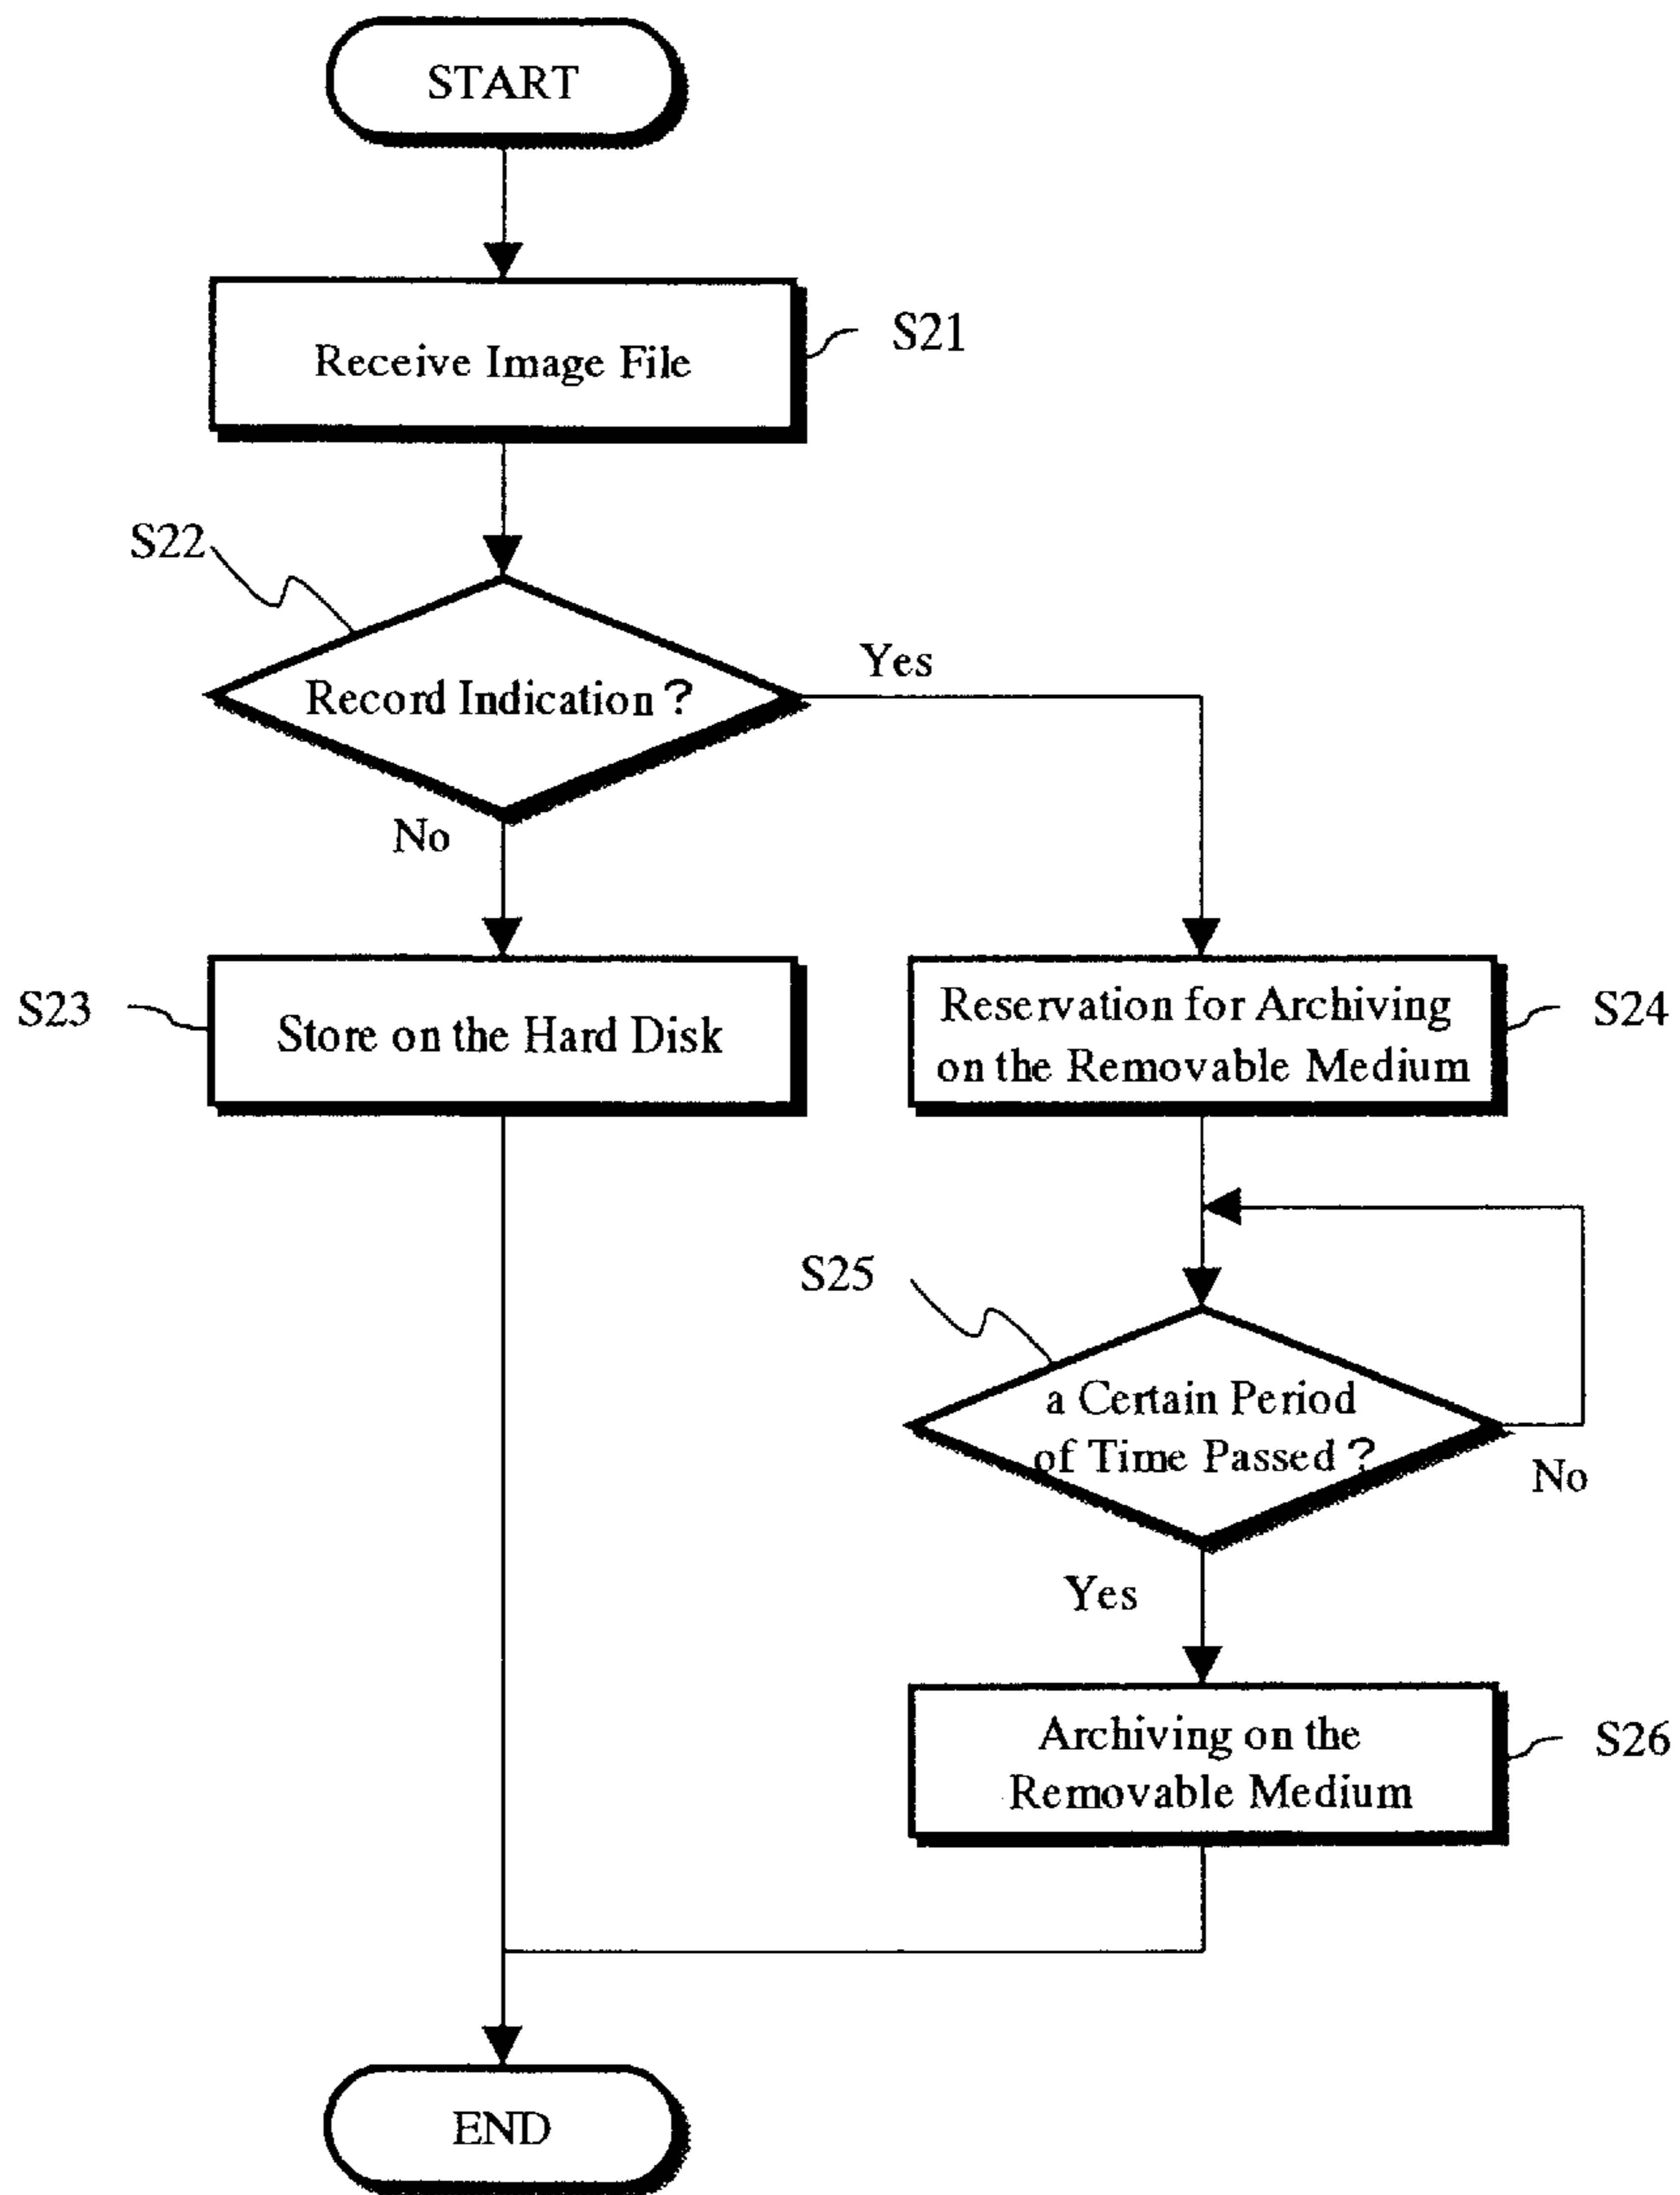 START
Receive Image File
S21
S22
Record Indication ?
Yes
No
S23
Store on the Hard Disk
Reservation for Archiving
on the Removable Medium
S24
S25
a Certain Period
of Time Passed ?
No
Yes
Archiving on the
Removable Medium
S26
END